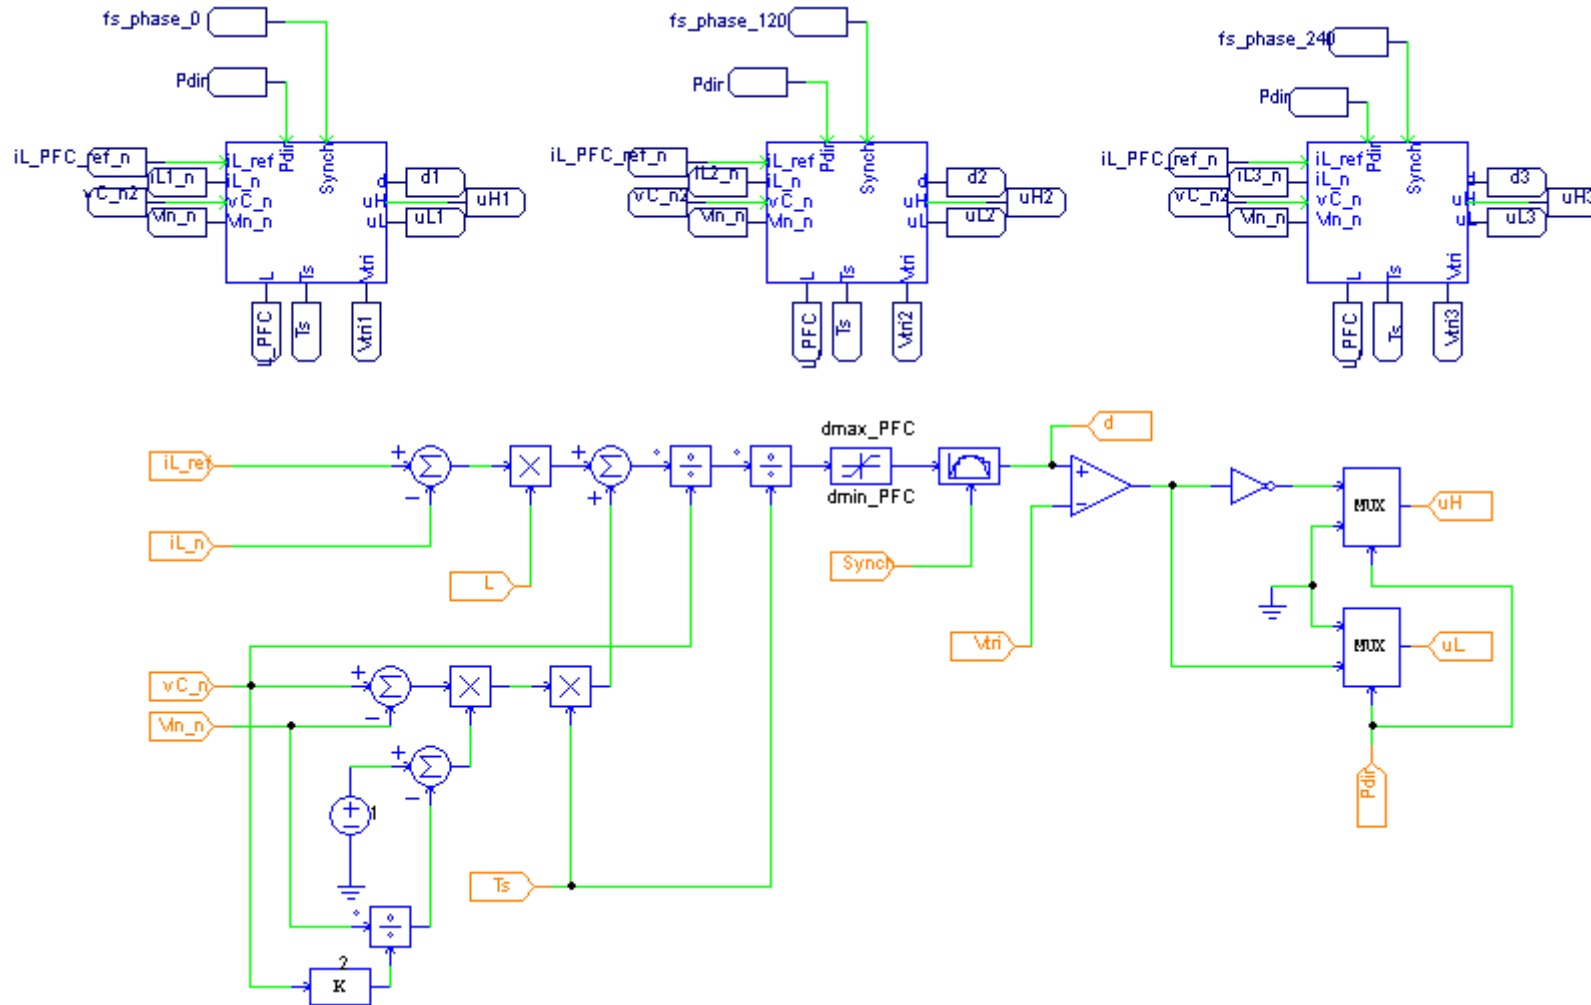 fs_phase_0
fs_phase_120
fs_phase_240
Pdir
Pdir
Pdir
iL_PFC_ref_n
iL1_n
vC_n2
Vin_n
iL_ref
iL_n
vC_n
Vin_n
Pdir
Synch
d
uH
uL
d1
uH1
uL1
L
Ts
Vtri
L_PFC
Ts
Vtri1
iL_PFC_ref_n
iL2_n
vC_n2
Vin_n
iL_ref
iL_n
vC_n
Vin_n
Pdir
Synch
d
uH
uL
d2
uH2
uL2
L
Ts
Vtri
L_PFC
Ts
Vtri2
iL_PFC_ref_n
iL3_n
vC_n2
Vin_n
iL_ref
iL_n
vC_n
Vin_n
Pdir
Synch
d
uH
uL
d3
uH3
uL3
L
Ts
Vtri
L_PFC
Ts
Vtri3
dmax_PFC
dmin_PFC
d
iL_ref
iL_n
L
Synch
Vtri
MUX
uH
MUX
uL
Pdir
vC_n
Vin_n
1
Ts
2
K